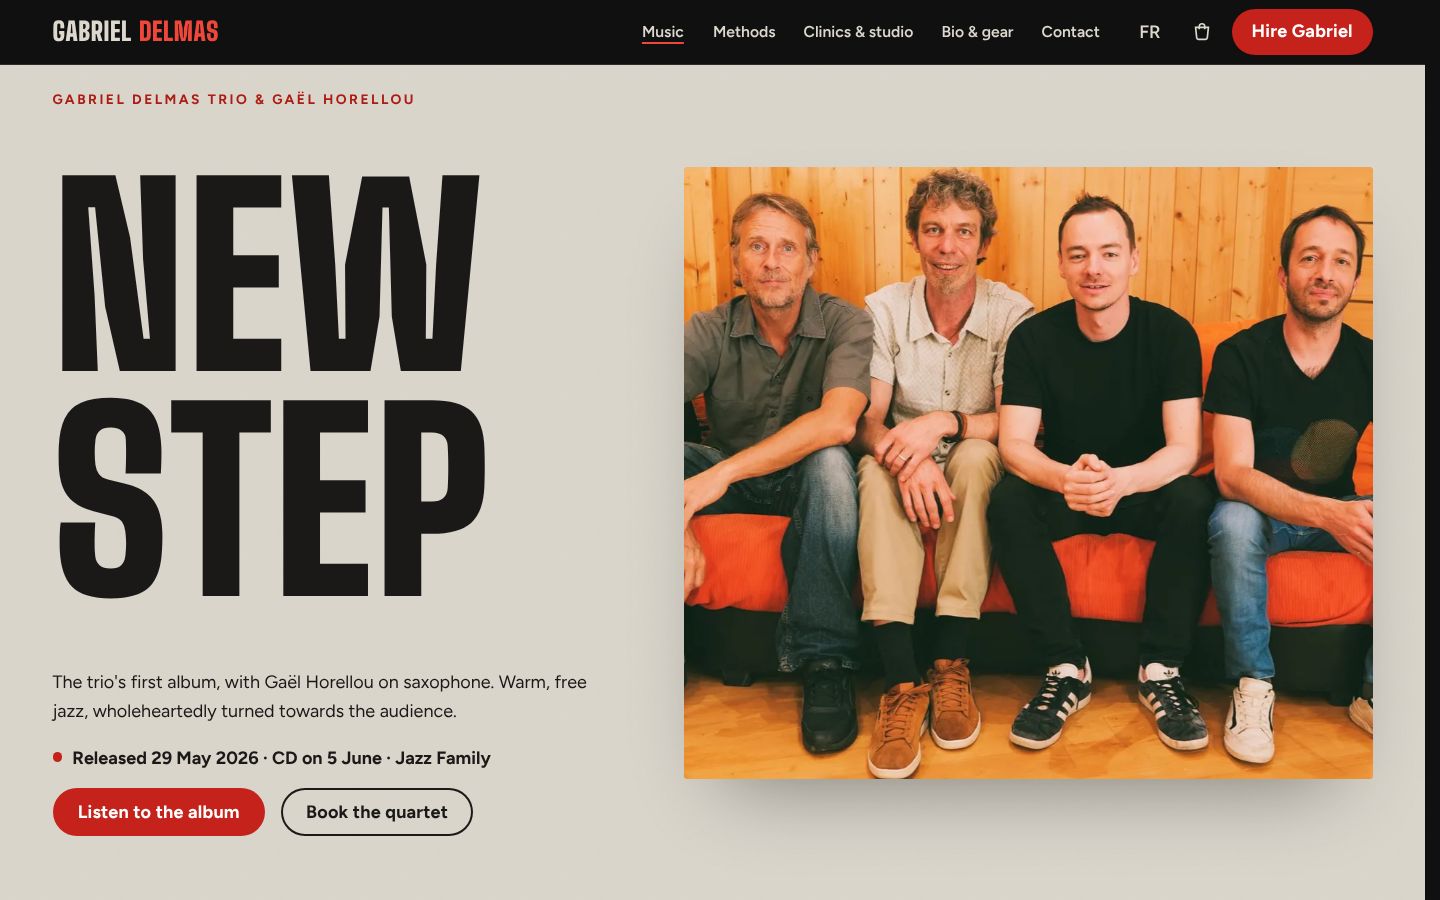 GABRIEL DELMAS
Music
Methods
Clinics & studio
Bio & gear
Contact
FR
Hire Gabriel
GABRIEL DELMAS TRIO & GAËL HORELLOU
NEW
STEP
The trio's first album, with Gaël Horellou on saxophone. Warm, free
jazz, wholeheartedly turned towards the audience.
Released 29 May 2026 · CD on 5 June · Jazz Family
Listen to the album
Book the quartet